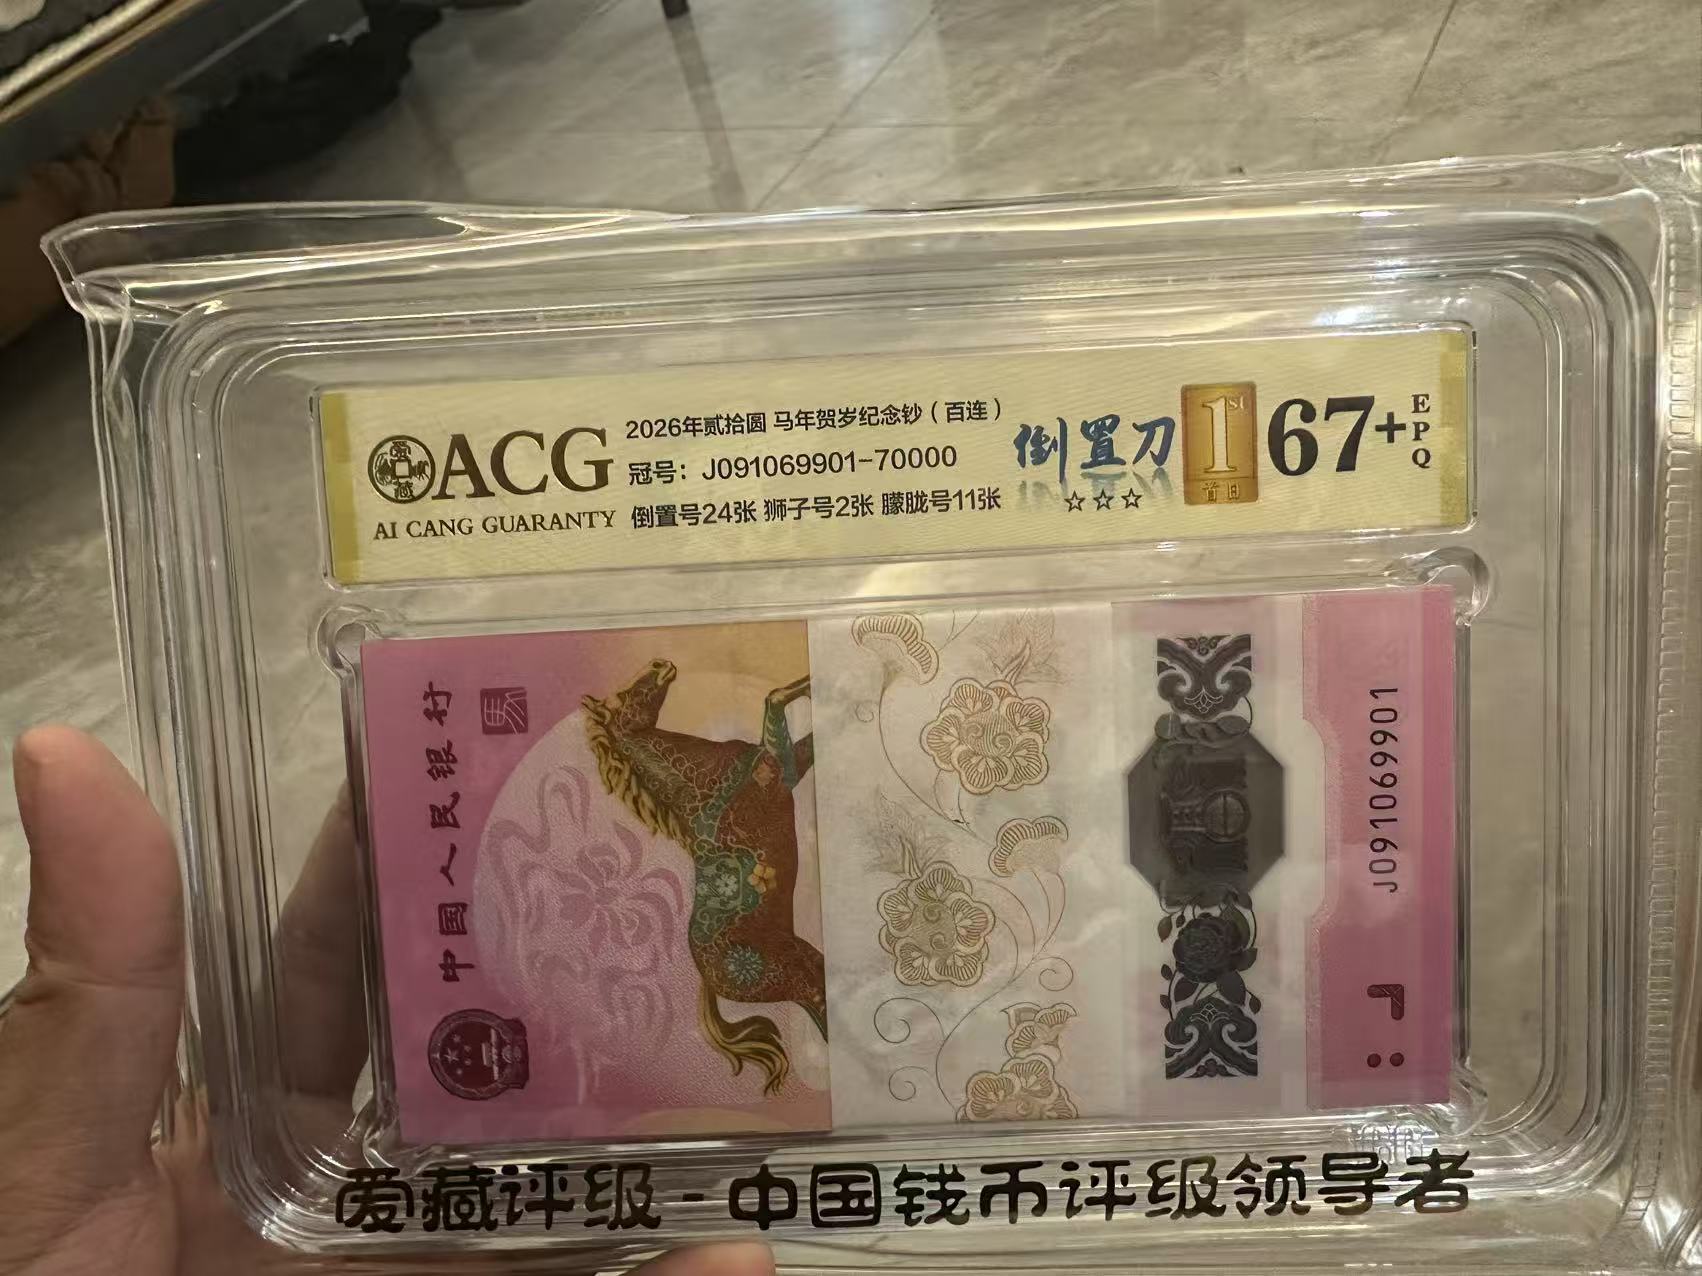 爱藏
ACG
AI CANG GUARANTY
2026年贰拾圆 马年贺岁纪念钞（百连）
冠号：J091069901-70000
倒置号24张 狮子号2张 朦胧号11张
倒置刀
☆☆☆
1st
首日
67+
EPQ
中国人民银行
馬
J091069901
爱藏评级-中国钱币评级领导者